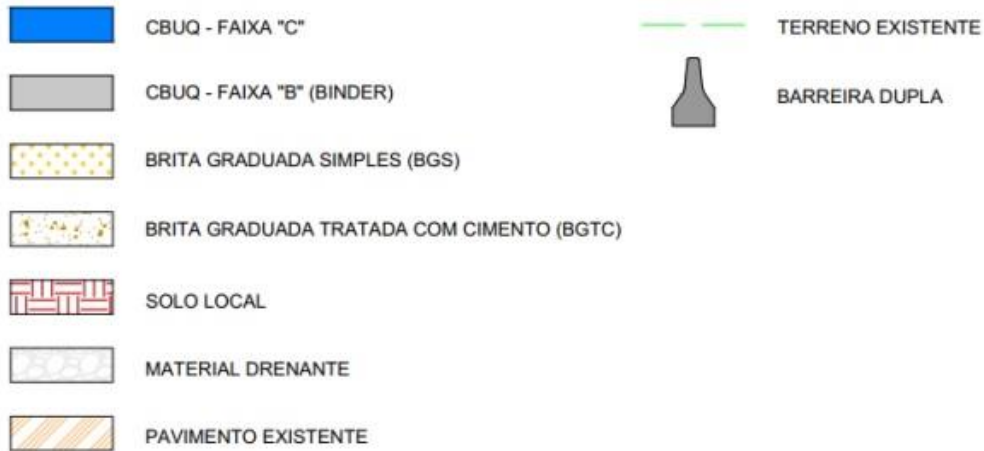 CBUQ - FAIXA "C"
CBUQ - FAIXA "B" (BINDER)
BRITA GRADUADA SIMPLES (BGS)
BRITA GRADUADA TRATADA COM CIMENTO (BGTC)
SOLO LOCAL
MATERIAL DRENANTE
PAVIMENTO EXISTENTE
TERRENO EXISTENTE
BARREIRA DUPLA